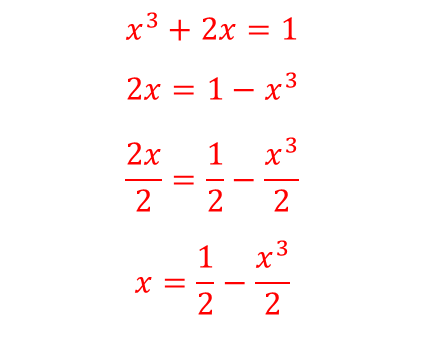 x³ + 2x = 1
2x = 1 − x³
2x/2 = 1/2 − x³/2
x = 1/2 − x³/2